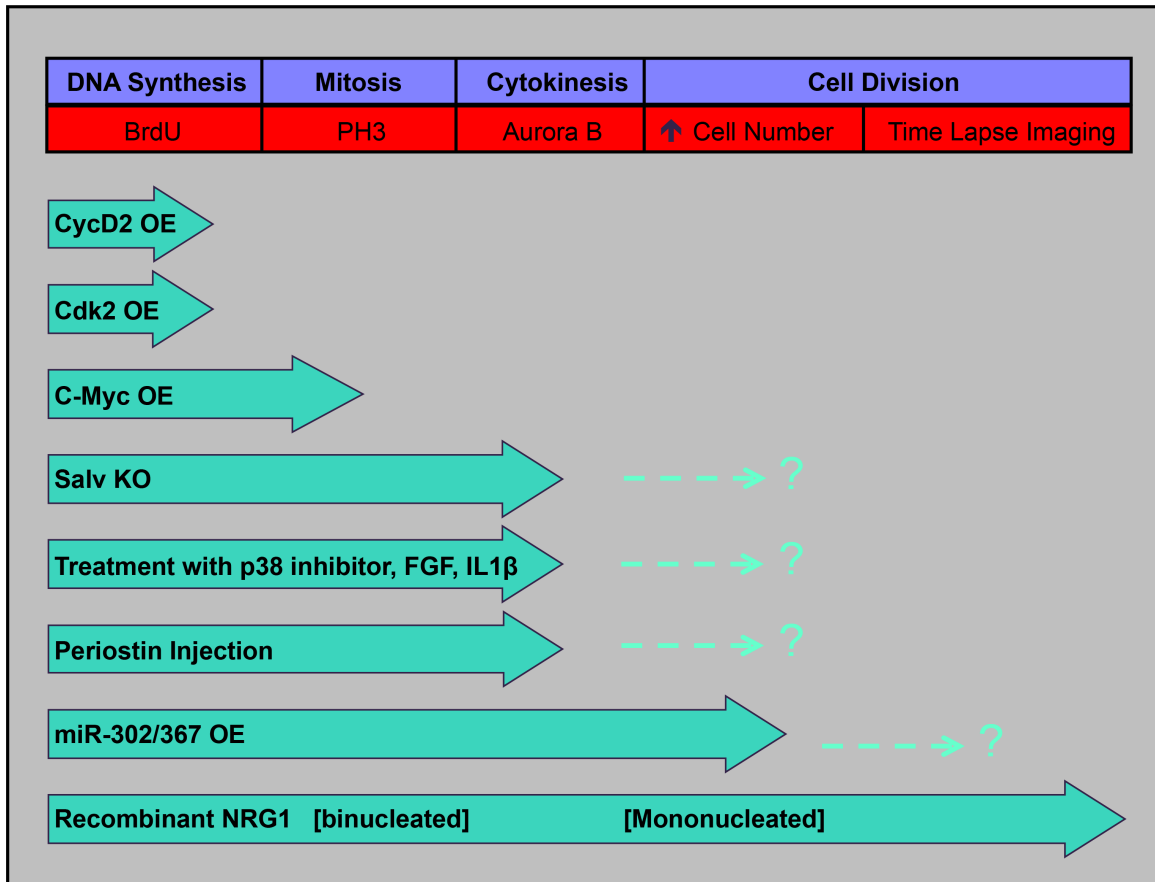 DNA Synthesis Mitosis Cytokinesis Cell Division
BrdU PH3 Aurora B ↑ Cell Number Time Lapse Imaging
CycD2 OE
Cdk2 OE
C-Myc OE
Salv KO ?
Treatment with p38 inhibitor, FGF, IL1β ?
Periostin Injection ?
miR-302/367 OE ?
Recombinant NRG1 [binucleated] [Mononucleated]